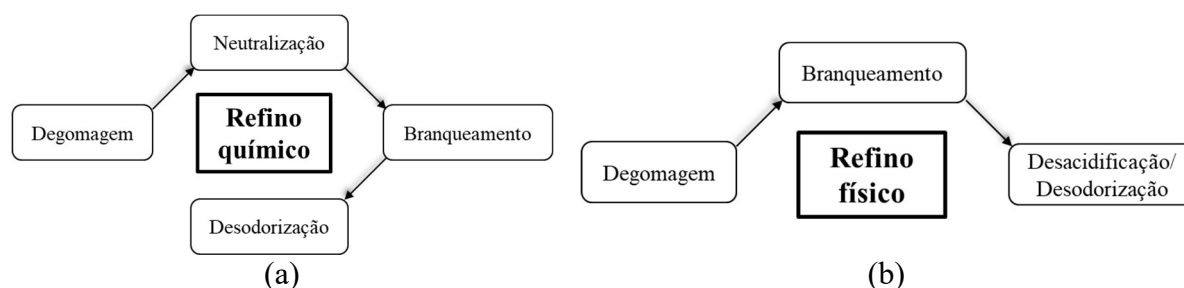 Neutralização
Degomagem
Refino
químico
Branqueamento
Desodorização
(a)
Branqueamento
Degomagem
Refino
físico
Desacidificação/
Desodorização
(b)